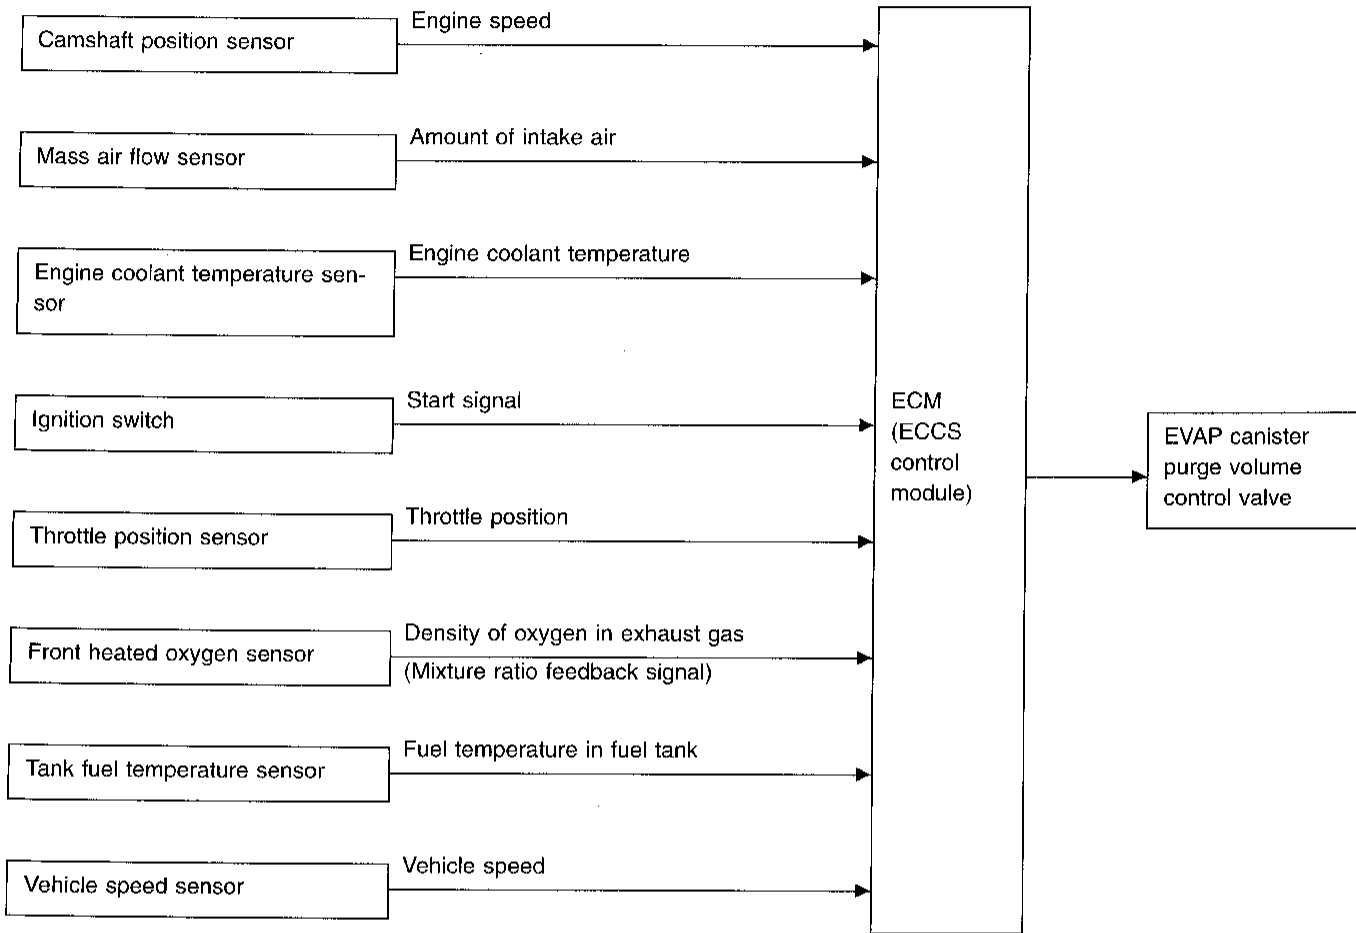 Camshaft position sensor
Engine speed
Mass air flow sensor
Amount of intake air
Engine coolant temperature sen-
sor
Engine coolant temperature
Ignition switch
Start signal
Throttle position sensor
Throttle position
Front heated oxygen sensor
Density of oxygen in exhaust gas
(Mixture ratio feedback signal)
Tank fuel temperature sensor
Fuel temperature in fuel tank
Vehicle speed sensor
Vehicle speed
ECM
(ECCS
control
module)
EVAP canister
purge volume
control valve